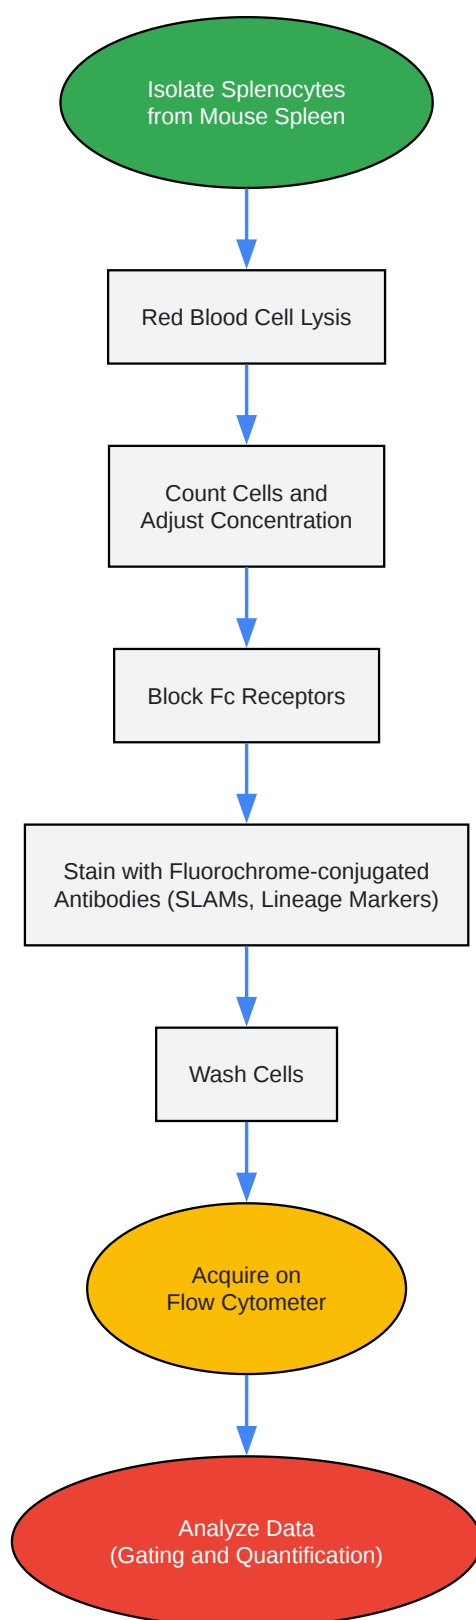 Isolate Splenocytes
from Mouse Spleen
Red Blood Cell Lysis
Count Cells and
Adjust Concentration
Block Fc Receptors
Stain with Fluorochrome-conjugated
Antibodies (SLAMs, Lineage Markers)
Wash Cells
Acquire on
Flow Cytometer
Analyze Data
(Gating and Quantification)